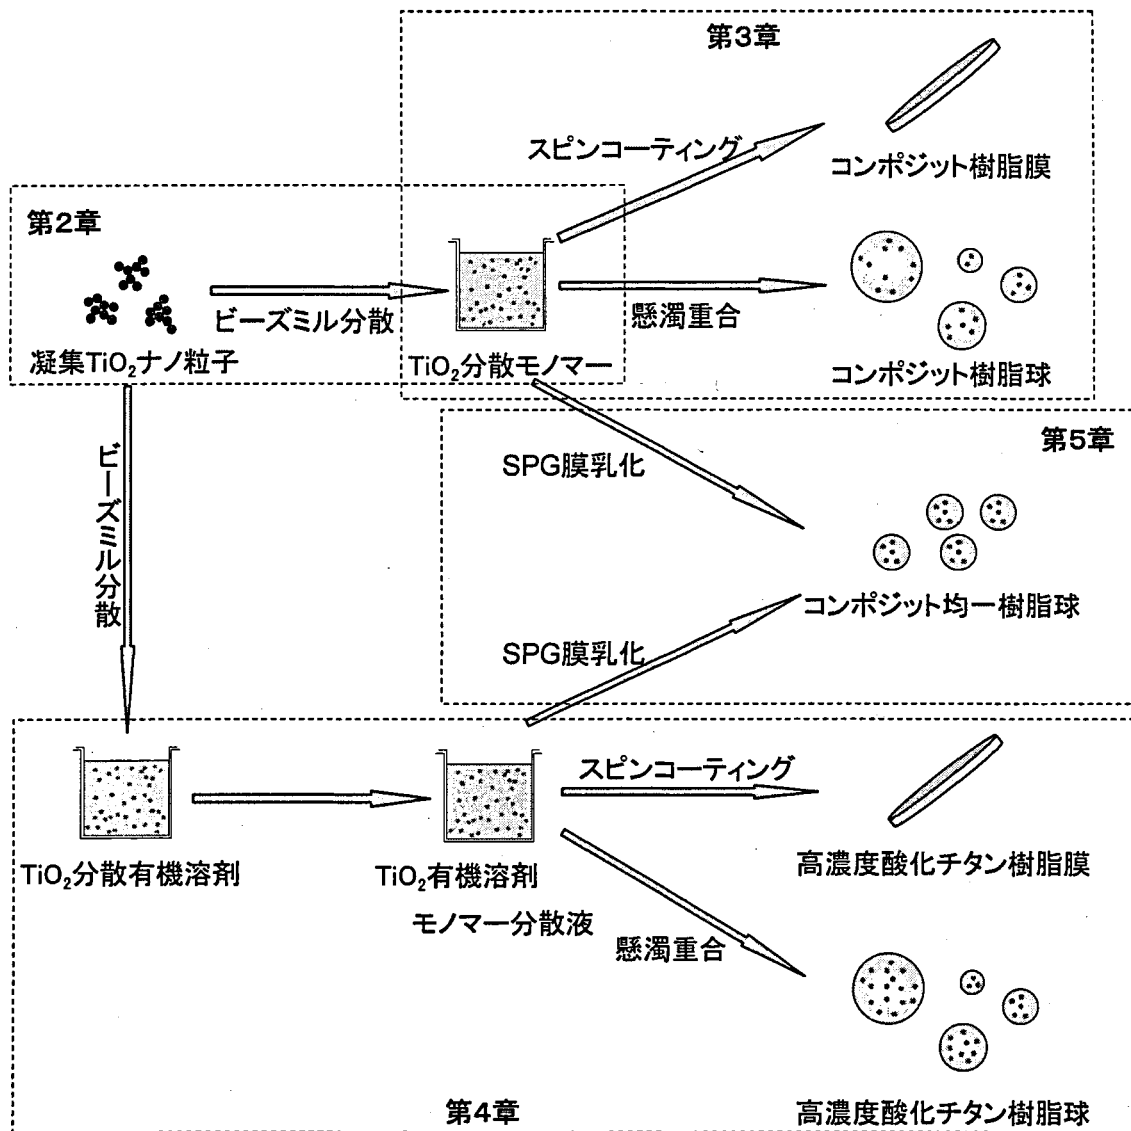 第3章
スピンコーティング
コンポジット樹脂膜
第2章
ビーズミル分散
懸濁重合
凝集TiO₂ナノ粒子
TiO₂分散モノマー
コンポジット樹脂球
第5章
ビーズミル分散
SPG膜乳化
コンポジット均一樹脂球
SPG膜乳化
スピンコーティング
TiO₂分散有機溶剤
TiO₂有機溶剤
モノマー分散液
高濃度酸化チタン樹脂膜
懸濁重合
第4章
高濃度酸化チタン樹脂球